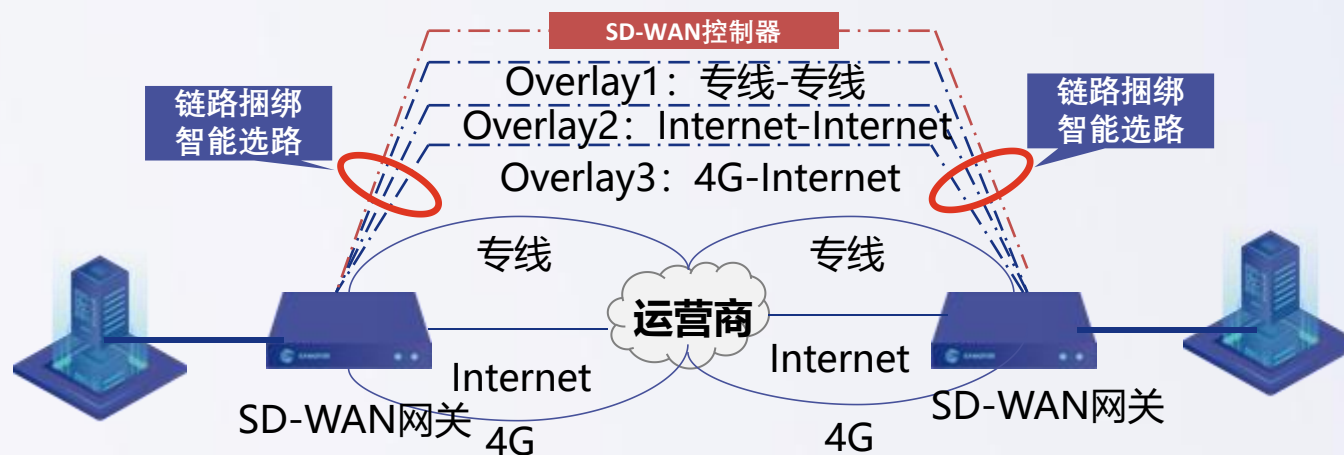 SD-WAN控制器
Overlay1：专线-专线
链路捆绑
智能选路
链路捆绑
智能选路
Overlay2：Internet-Internet
Overlay3：4G-Internet
专线
专线
运营商
Internet
Internet
SD-WAN网关
SD-WAN网关
4G
4G